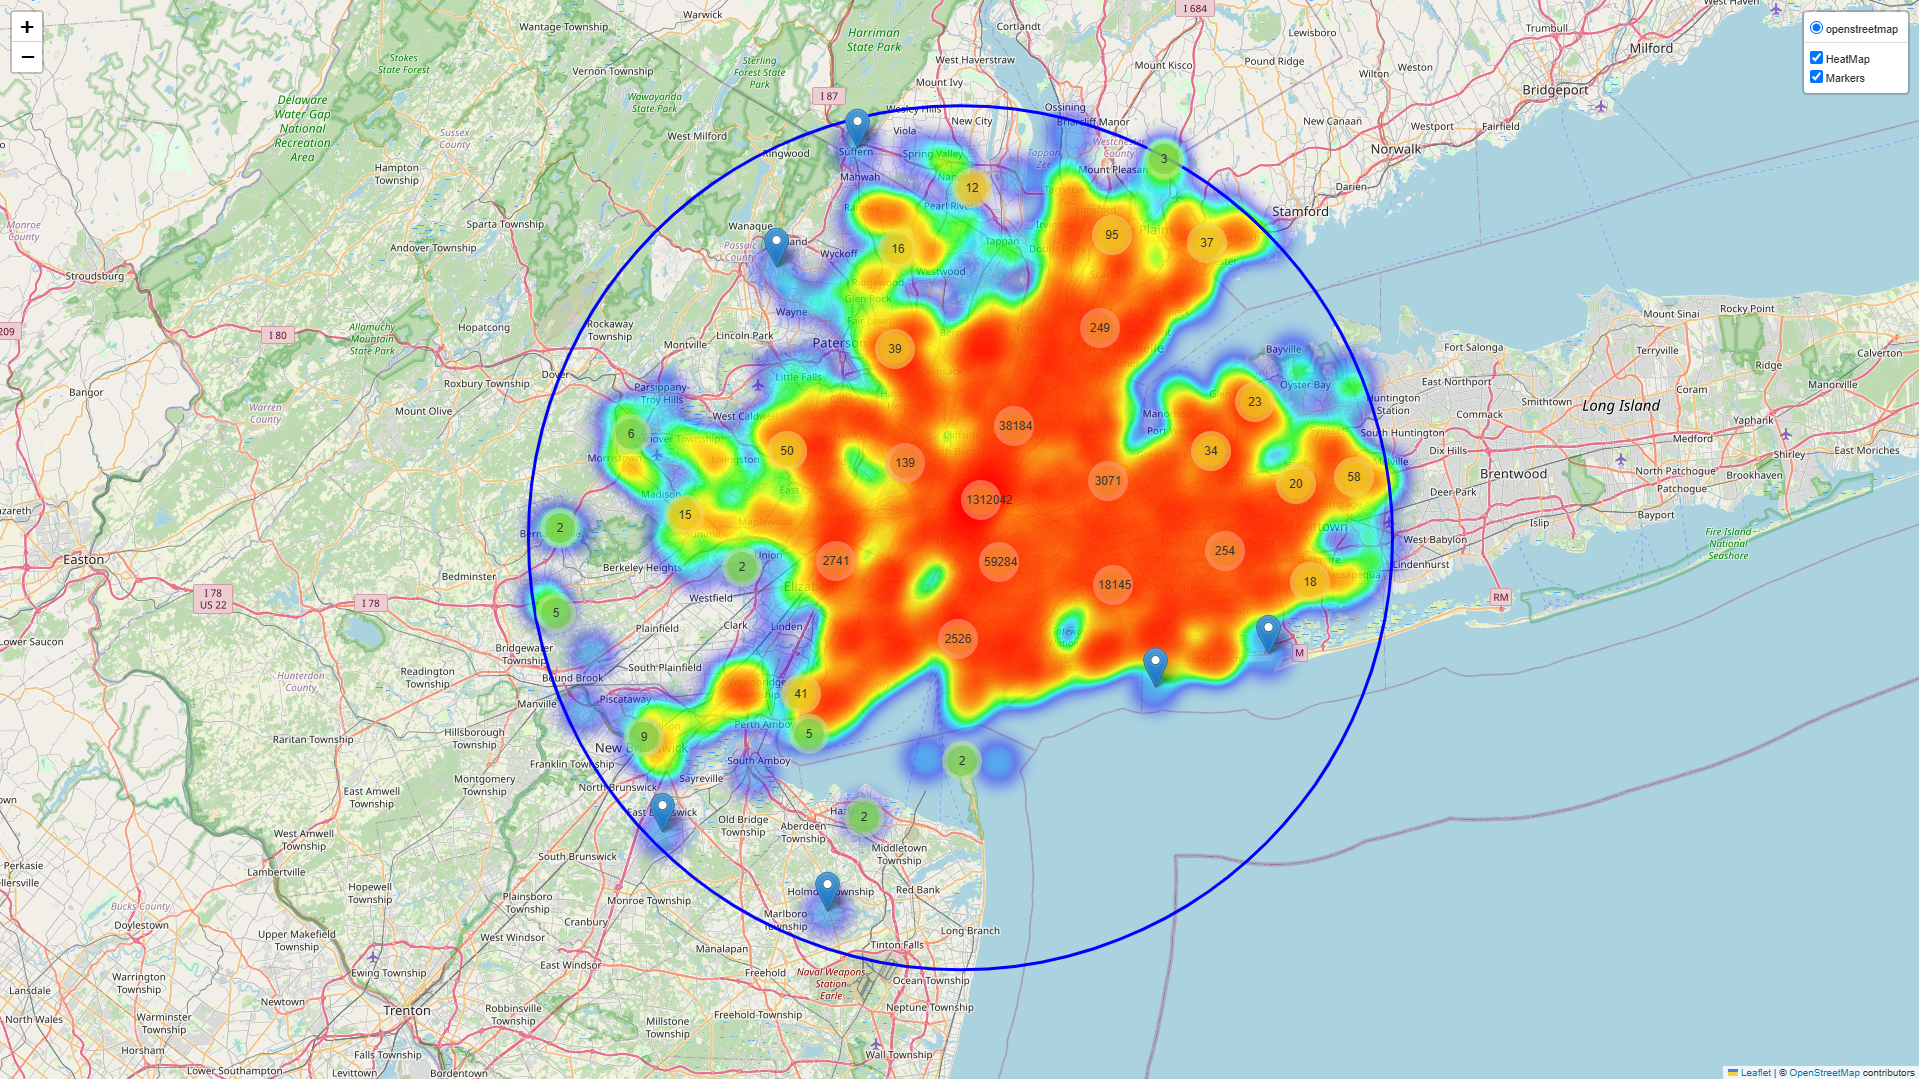 +
−
openstreetmap
HeatMap
Markers
Warwick
I 684
West Haven
Wantage Township
Harriman
State Park
Cortlandt
Lewisboro
Trumbull
Milford
Stokes
State Forest
Vernon Township
Sterling
Forest State
Park
West Haverstraw
Mount Kisco
Pound Ridge
Wilton
Weston
Mount Ivy
Bridgeport
Delaware
Water Gap
National
Recreation
Area
Wawayanda
State Park
I 87
Wesley Hills
Ossining
Briarcliff Manor
New City
New Canaan
Westport
Fairfield
Sussex
County
West Milford
Viola
Ringwood
Suffern
Spring Valley
Tappan
Zee
Westchester
County
3
Norwalk
Hampton
Township
Mahwah
12
Mount Pleasant
Darien
Monroe
County
Sparta Township
Wanaque
Pearl River
Stamford
Andover Township
Passaic
County
Wyckoff
16
Tappan
95
37
Stroudsburg
Westwood
Ridgewood
Glen Rock
Wayne
Fair Lawn
Mount Sinai
Rocky Point
209
I 80
Hopatcong
Rockaway
Township
Lincoln Park
249
Allamuchy
Mountain
State Park
Montville
Paterson
39
Bayville
Fort Salonga
Terryville
Ridge
Calverton
Dover
Roxbury Township
Little Falls
Oyster Bay
East Northport
Coram
Manorville
Bangor
Parsippany
Troy Hills
Huntington
Station
Smithtown
Long Island
Warren
County
Mount Olive
West Caldwell
23
Commack
Yaphank
6
38184
South Huntington
Medford
Hanover Township
50
139
34
Dix Hills
Shirley
East Moriches
Morristown
Livingston
3071
20
58
Melville
Brentwood
North Patchogue
Brookhaven
Madison
1312042
Deer Park
Patchogue
15
Bayport
Islip
2
254
West Babylon
Fire Island
National
Seashore
Easton
Union
2741
59284
Lindenhurst
Berkeley Heights
2
18145
18
Bedminster
Elizabeth
I 78
US 22
I 78
RM
Westfield
5
Lower Saucon
Plainfield
Clark
Linden
2526
Bridgewater
Township
M
South Plainfield
Readington
Township
Hunterdon
County
Bound Brook
41
Manville
Piscataway
Hillsborough
Township
9
Perth Amboy
5
Raritan Township
New Brunswick
South Amboy
2
Franklin Township
Montgomery
Township
Sayreville
North Brunswick
East Amwell
Township
2
Old Bridge
Township
Aberdeen
Township
West Amwell
Township
Middletown
Township
Perkasie
South Brunswick
Lambertville
Hopewell
Township
Holmdel Township
Red Bank
Plainsboro
Township
Monroe Township
Bucks County
Marlboro
Township
Doylestown
Cranbury
Long Branch
Upper Makefield
Township
West Windsor
Manalapan
Tinton Falls
East Windsor
Freehold
Naval Weapons
Station
Earle
Ewing Township
Warrington
Township
Ocean Township
Lansdale
Newtown
Robbinsville
Township
Neptune Township
Trenton
Freehold Township
North Wales
Warminster
Township
Millstone
Township
Horsham
Falls Township
Wall Township
Lower Southampton
Levittown
Bordentown
Leaflet | © OpenStreetMap contributors